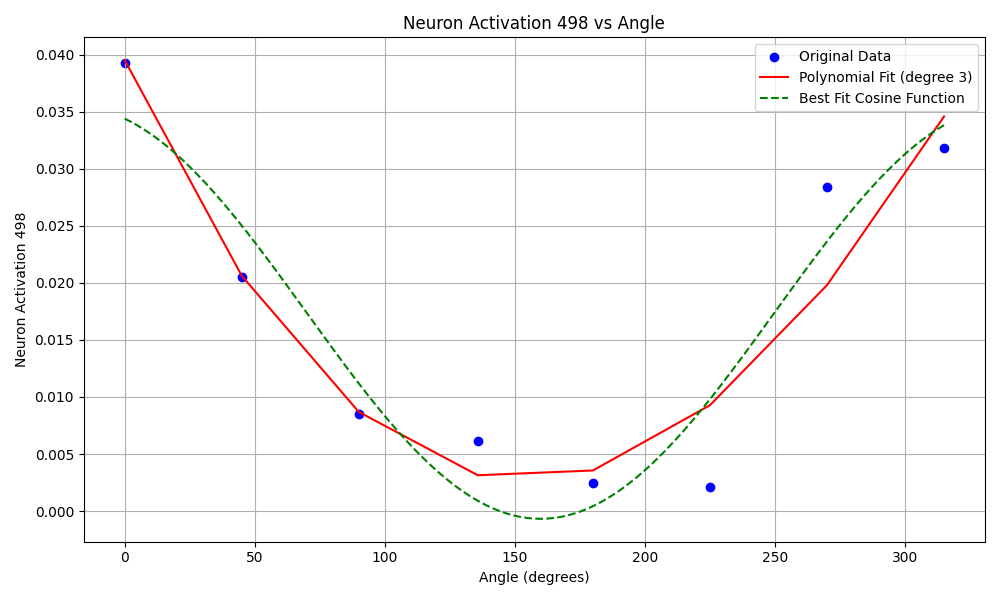 Neuron Activation 498 vs Angle
Original Data
Polynomial Fit (degree 3)
Best Fit Cosine Function
Neuron Activation 498
0.040
0.035
0.030
0.025
0.020
0.015
0.010
0.005
0.000
0
50
100
150
200
250
300
Angle (degrees)